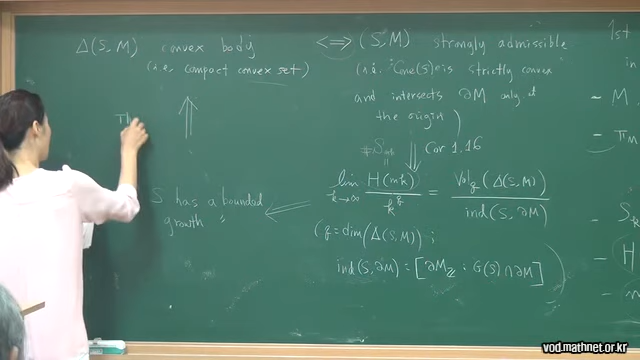 Δ(S,M) convex body
(i.e, compact convex set)
⟺
(S,M) strongly admissible
(i.e. Cone(S) is strictly convex
and intersects ∂M only at
the origin)
Th
⇑
⇓ Cor 1.16
S has a bounded
growth
⟸
lim k→∞ H(mk) / k^q = Vol_q(Δ(S,M)) / ind(S,∂M)
(q = dim(Δ(S,M);
ind(S,∂M) := [∂M_ℤ : G(S)∩∂M])
1st
in
- M
- π_M
- S_k
- H
- m
vod.mathnet.or.kr